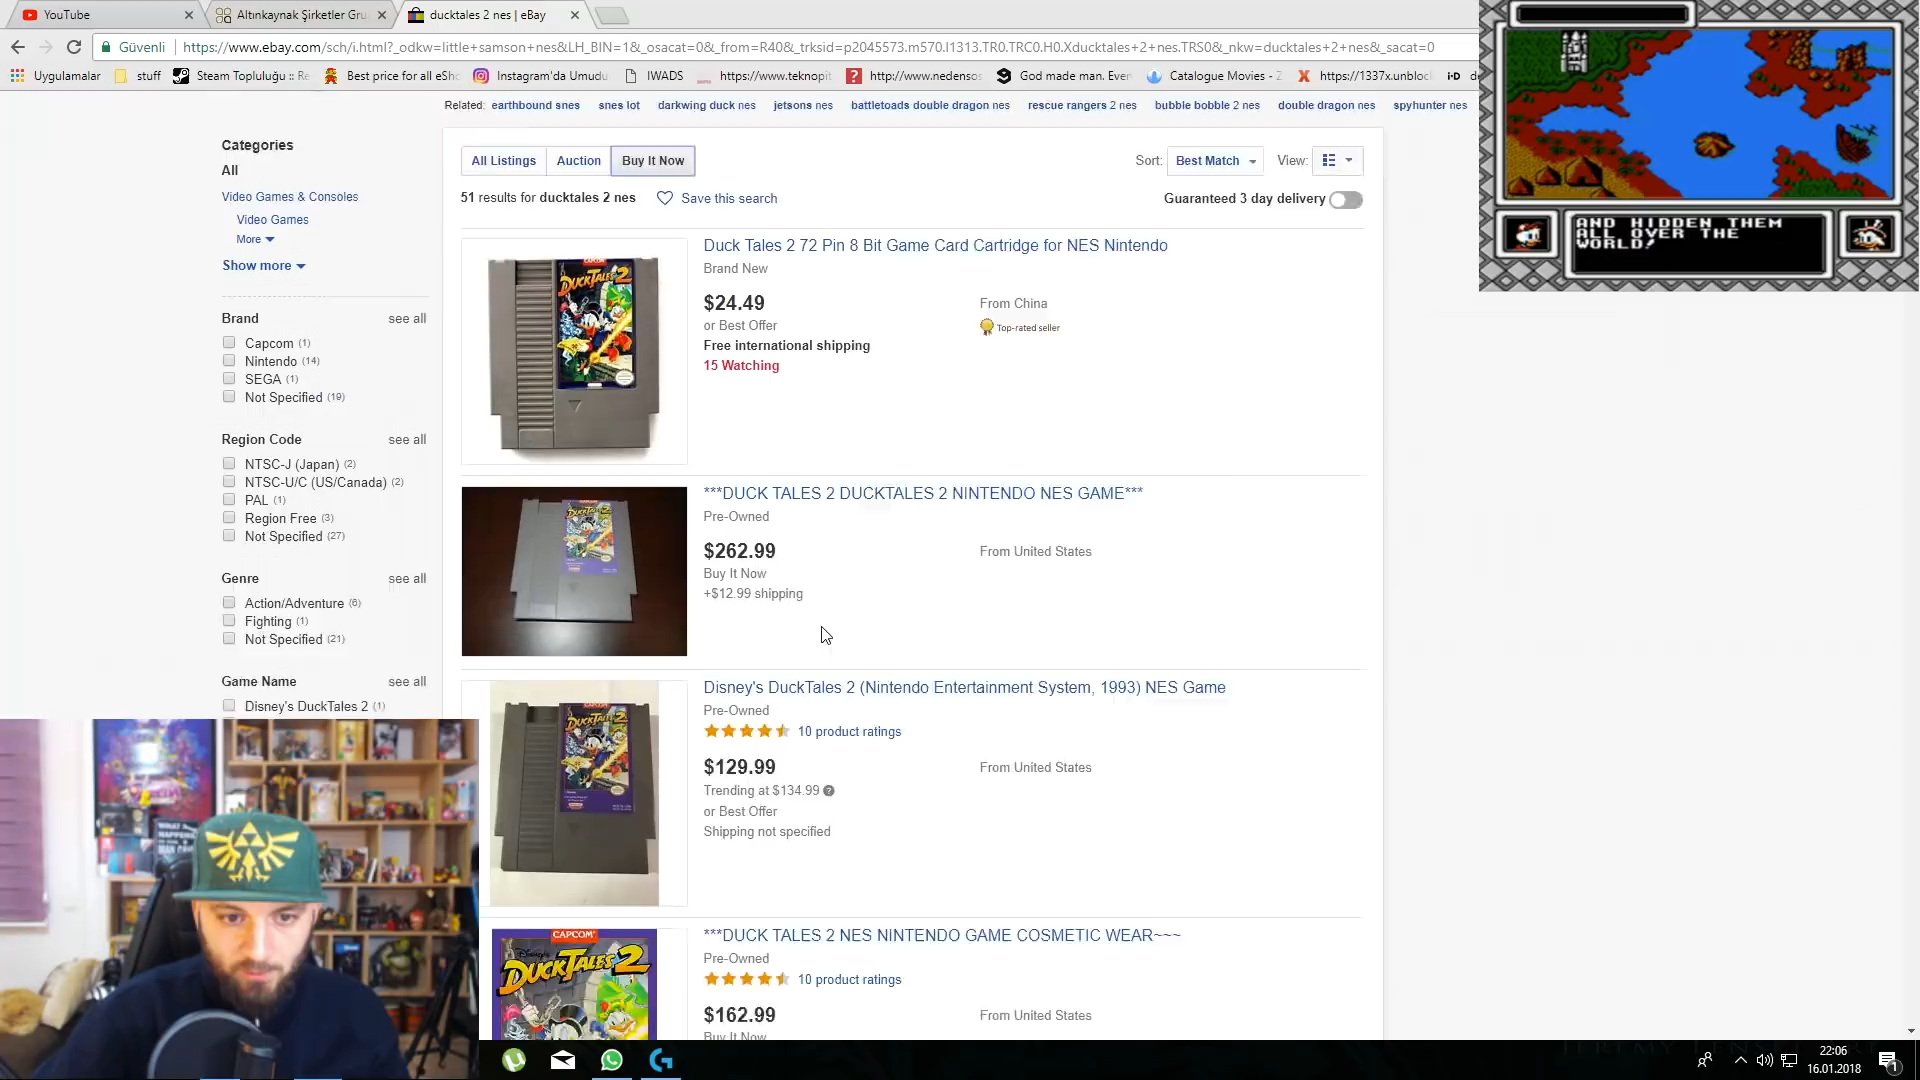 YouTube
Altınkaynak Şirketler Gru
ducktales 2 nes | eBay
Güvenli
https://www.ebay.com/sch/i.html?_odkw=little+samson+nes&LH_BIN=1&_osacat=0&_from=R40&_trksid=p2045573.m570.l1313.TR0.TRC0.H0.Xducktales+2+nes.TRS0&_nkw=ducktales+2+nes&_sacat=0
Uygulamalar
stuff
Steam Topluluğu :: Re
Best price for all eSho
Instagram'da Umudu
IWADS
https://www.teknopit
http://www.nedensos
God made man. Ever
Catalogue Movies - Z
https://1337x.unblock
i-D
Related: earthbound snes snes lot darkwing duck nes jetsons nes battletoads double dragon nes rescue rangers 2 nes bubble bobble 2 nes double dragon nes spyhunter nes
Categories
All
Video Games & Consoles
Video Games
More
Show more
Brand see all
Capcom (1)
Nintendo (14)
SEGA (1)
Not Specified (19)
Region Code see all
NTSC-J (Japan) (2)
NTSC-U/C (US/Canada) (2)
PAL (1)
Region Free (3)
Not Specified (27)
Genre see all
Action/Adventure (6)
Fighting (1)
Not Specified (21)
Game Name see all
Disney's DuckTales 2 (1)
All Listings Auction Buy It Now
Sort: Best Match View:
51 results for ducktales 2 nes Save this search
Guaranteed 3 day delivery
Duck Tales 2 72 Pin 8 Bit Game Card Cartridge for NES Nintendo
Brand New
$24.49 From China
or Best Offer Top-rated seller
Free international shipping
15 Watching
DUCKTALES 2
***DUCK TALES 2 DUCKTALES 2 NINTENDO NES GAME***
Pre-Owned
$262.99 From United States
Buy It Now
+$12.99 shipping
DUCKTALES 2
Disney's DuckTales 2 (Nintendo Entertainment System, 1993) NES Game
Pre-Owned
10 product ratings
$129.99 From United States
Trending at $134.99
or Best Offer
Shipping not specified
DUCKTALES 2
***DUCK TALES 2 NES NINTENDO GAME COSMETIC WEAR~~~
Pre-Owned
10 product ratings
$162.99 From United States
Buy It Now
CAPCOM
DUCKTALES 2
AND HIDDEN THEM
ALL OVER THE
WORLD!
22:06
16.01.2018
1